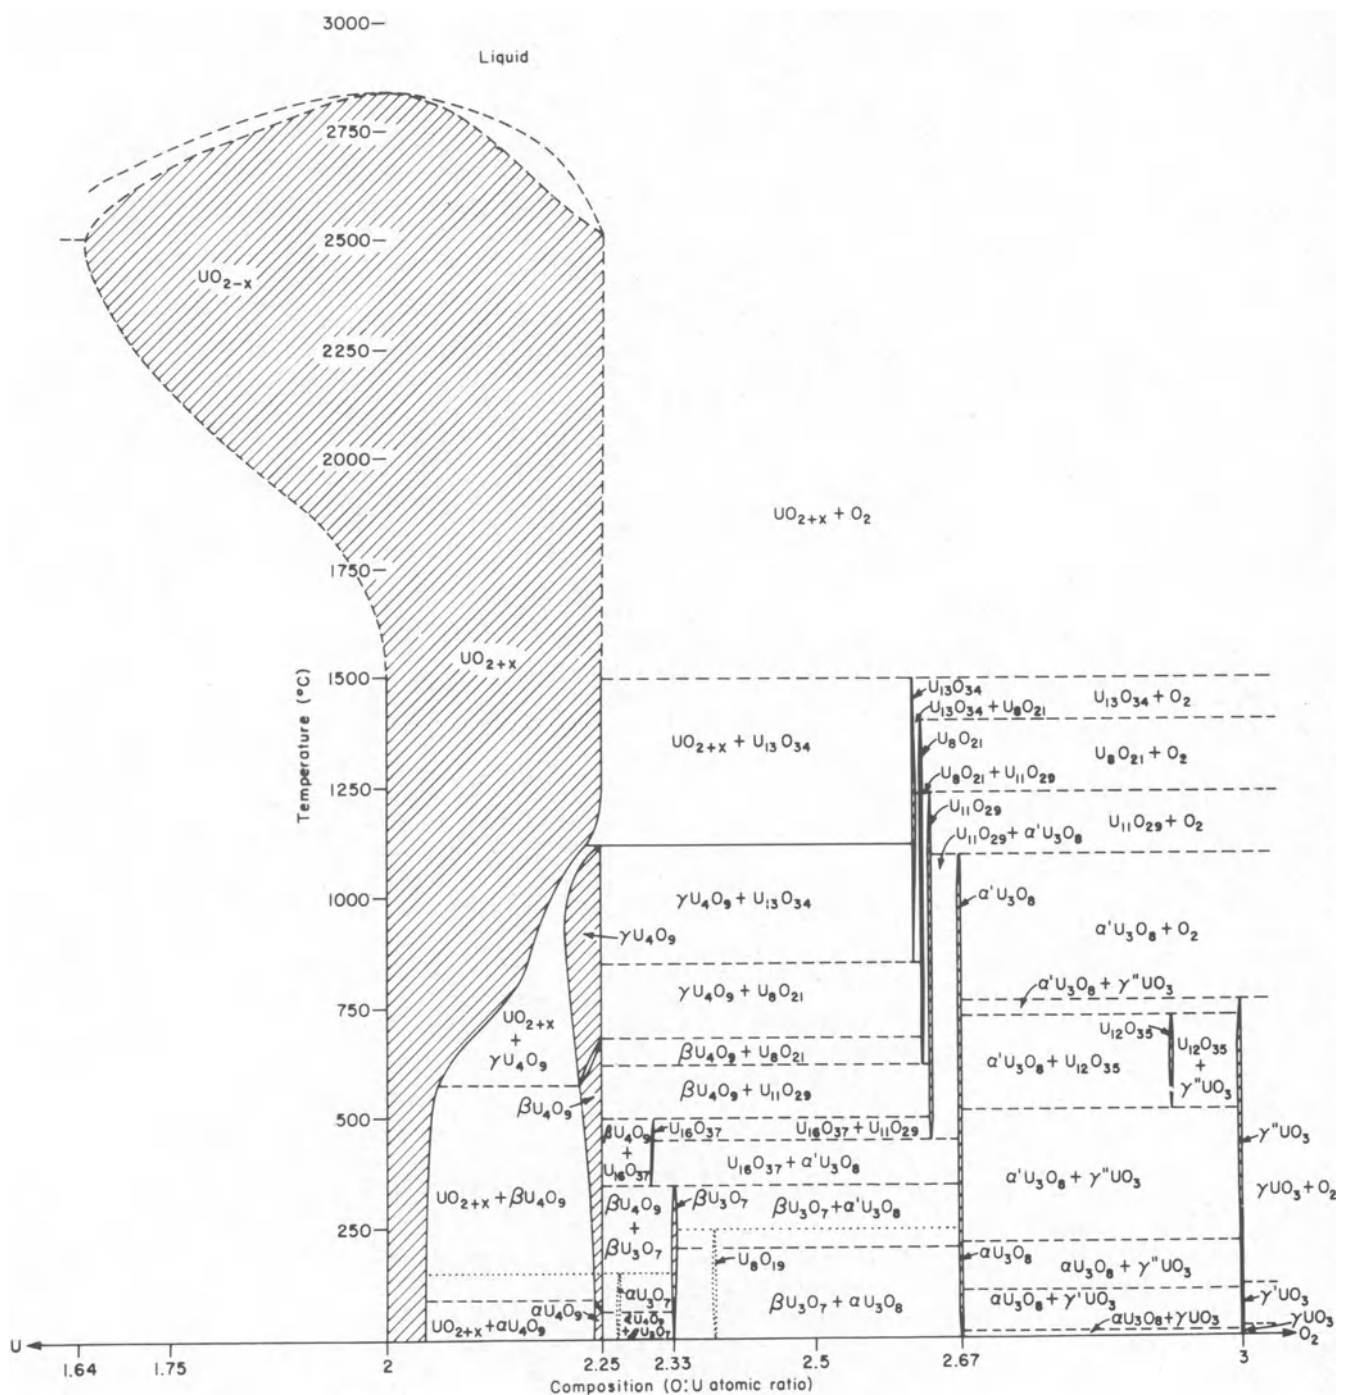 3000
Liquid
2750
2500
UO2-x
2250
2000
UO2+x + O2
1750
UO2+x
1500
Temperature (°C)
U13O34
U13O34 + O2
U13O34 + U8O21
UO2+x + U13O34
U8O21
U8O21 + O2
U8O21 + U11O29
1250
U11O29
U11O29 + O2
U11O29 + α'U3O8
1000
γU4O9 + U13O34
α'U3O8
γU4O9
α'U3O8 + O2
γU4O9 + U8O21
α'U3O8 + γ"UO3
750
UO2+x
+
γU4O9
βU4O9 + U8O21
U12O35
U12O35
+
γ"UO3
α'U3O8 + U12O35
βU4O9
βU4O9 + U11O29
500
βU4O9
+
U16O37
U16O37
U16O37 + U11O29
γ"UO3
U16O37 + α'U3O8
α'U3O8 + γ"UO3
γUO3 + O2
UO2+x + βU4O9
βU4O9
+
βU3O7
βU3O7
βU3O7 + α'U3O8
250
U8O19
αU3O8
αU3O8 + γ"UO3
αU3O7
βU3O7 + αU3O8
αU3O8 + γ'UO3
γ'UO3
αU4O9
UO2+x + αU4O9
αU3O8 + γUO3
γUO3
U
O2
1.64
1.75
2
2.25
2.33
2.5
2.67
3
Composition (O:U atomic ratio)